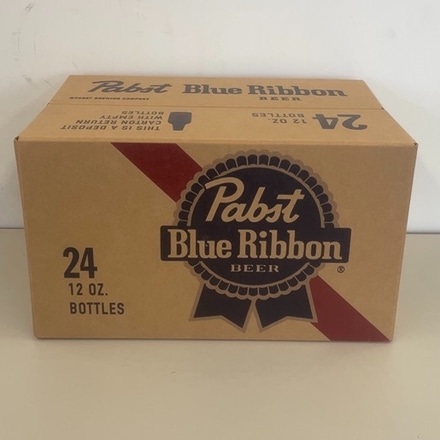 Pabst Blue Ribbon
BEER
THIS IS A DEPOSIT
CARTON RETURN
WITH EMPTY
BOTTLES
24
12 OZ.
BOTTLES
Pabst
Blue Ribbon
BEER
®
24
12 OZ.
BOTTLES